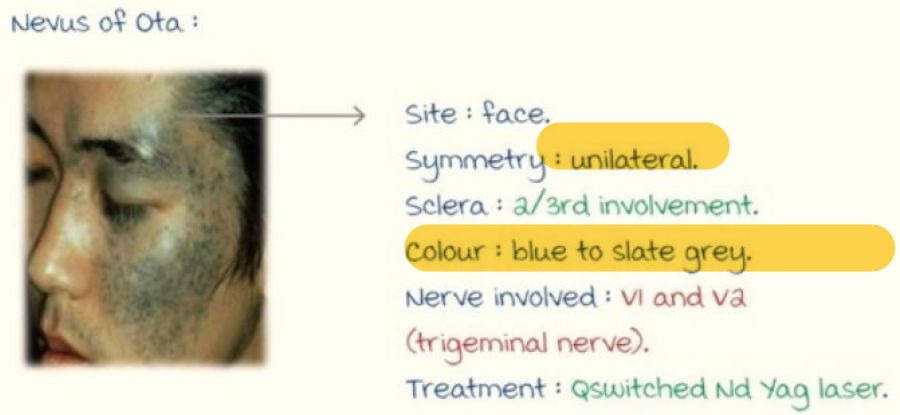 Nevus of Ota :
Site : face.
Symmetry : unilateral.
Sclera : 2/3rd involvement.
Colour : blue to slate grey.
Nerve involved : V1 and V2
(trigeminal nerve).
Treatment : Qswitched Nd Yag laser.